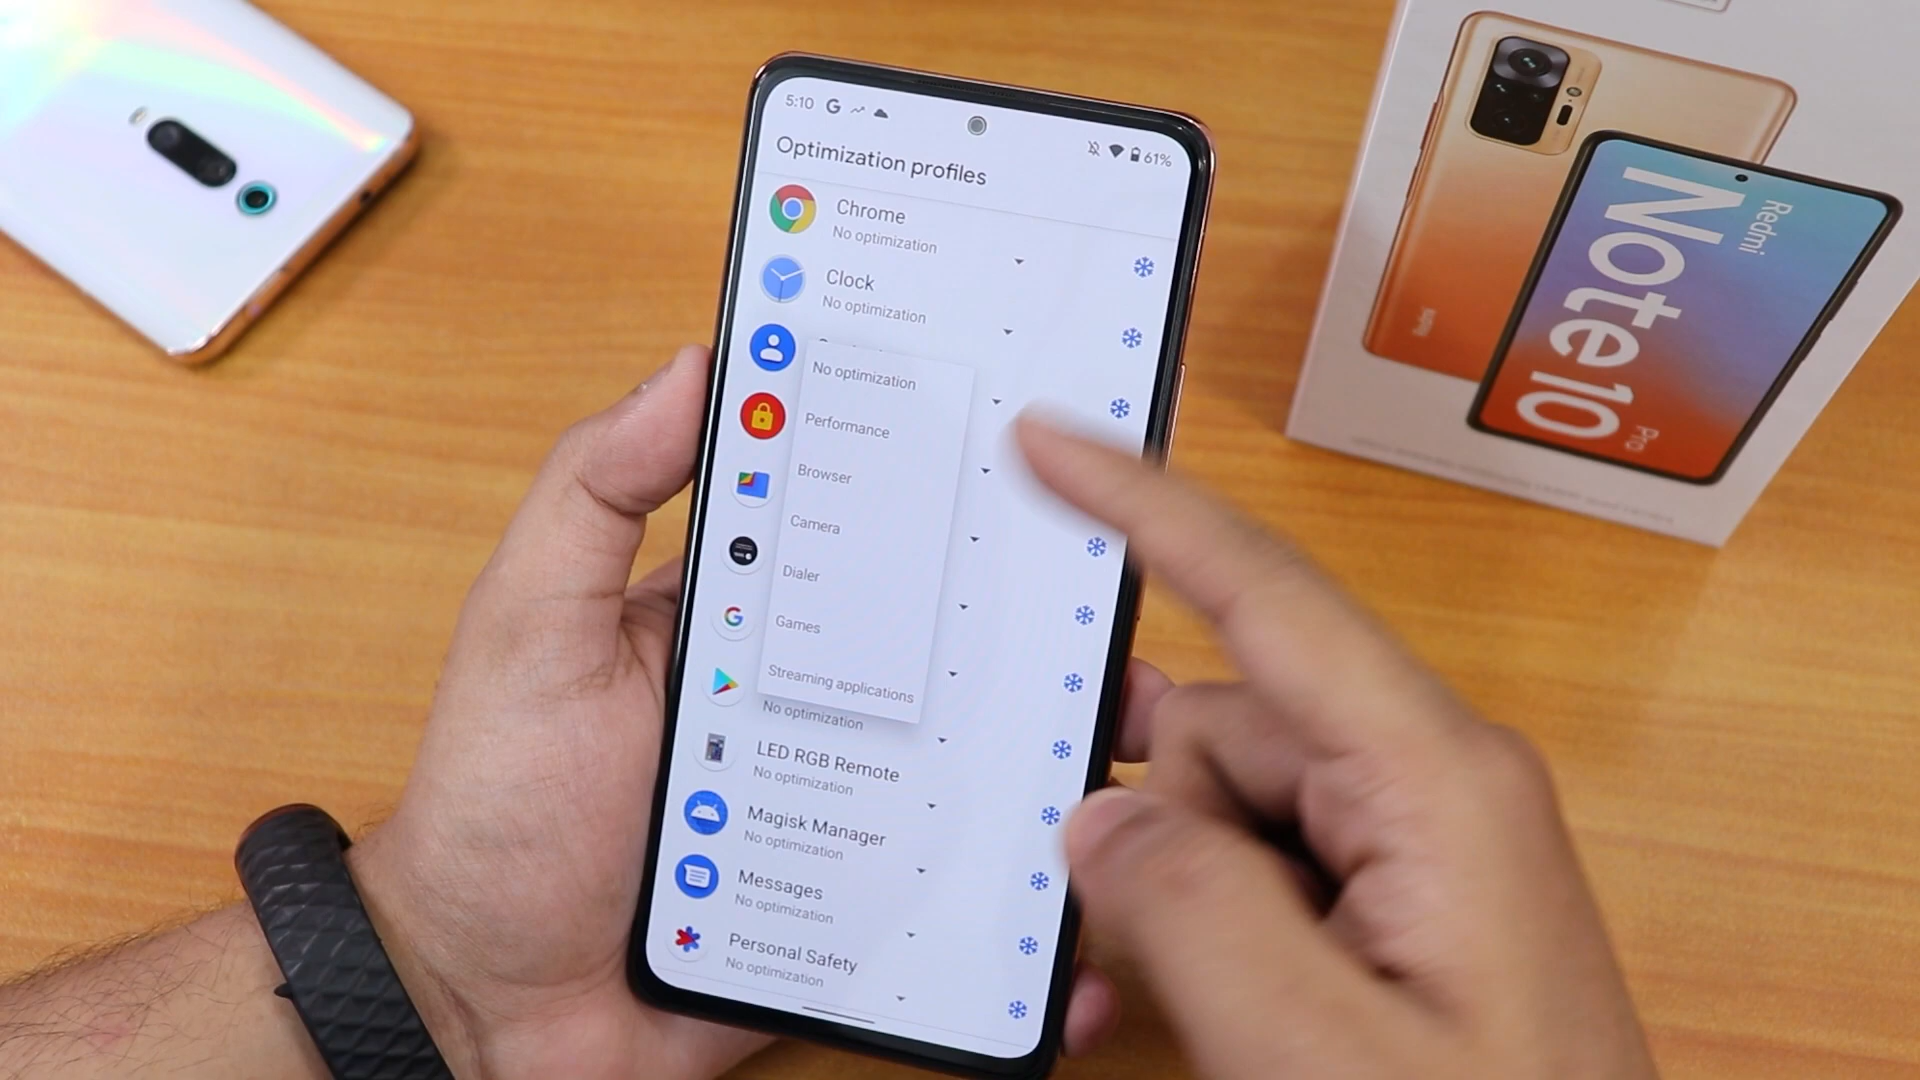 5:10
61%
Optimization profiles
Chrome
No optimization
Clock
No optimization
No optimization
Performance
Browser
Camera
Dialer
Games
Streaming applications
No optimization
LED RGB Remote
No optimization
Magisk Manager
No optimization
Messages
No optimization
Personal Safety
No optimization
Redmi
Note 10
Pro